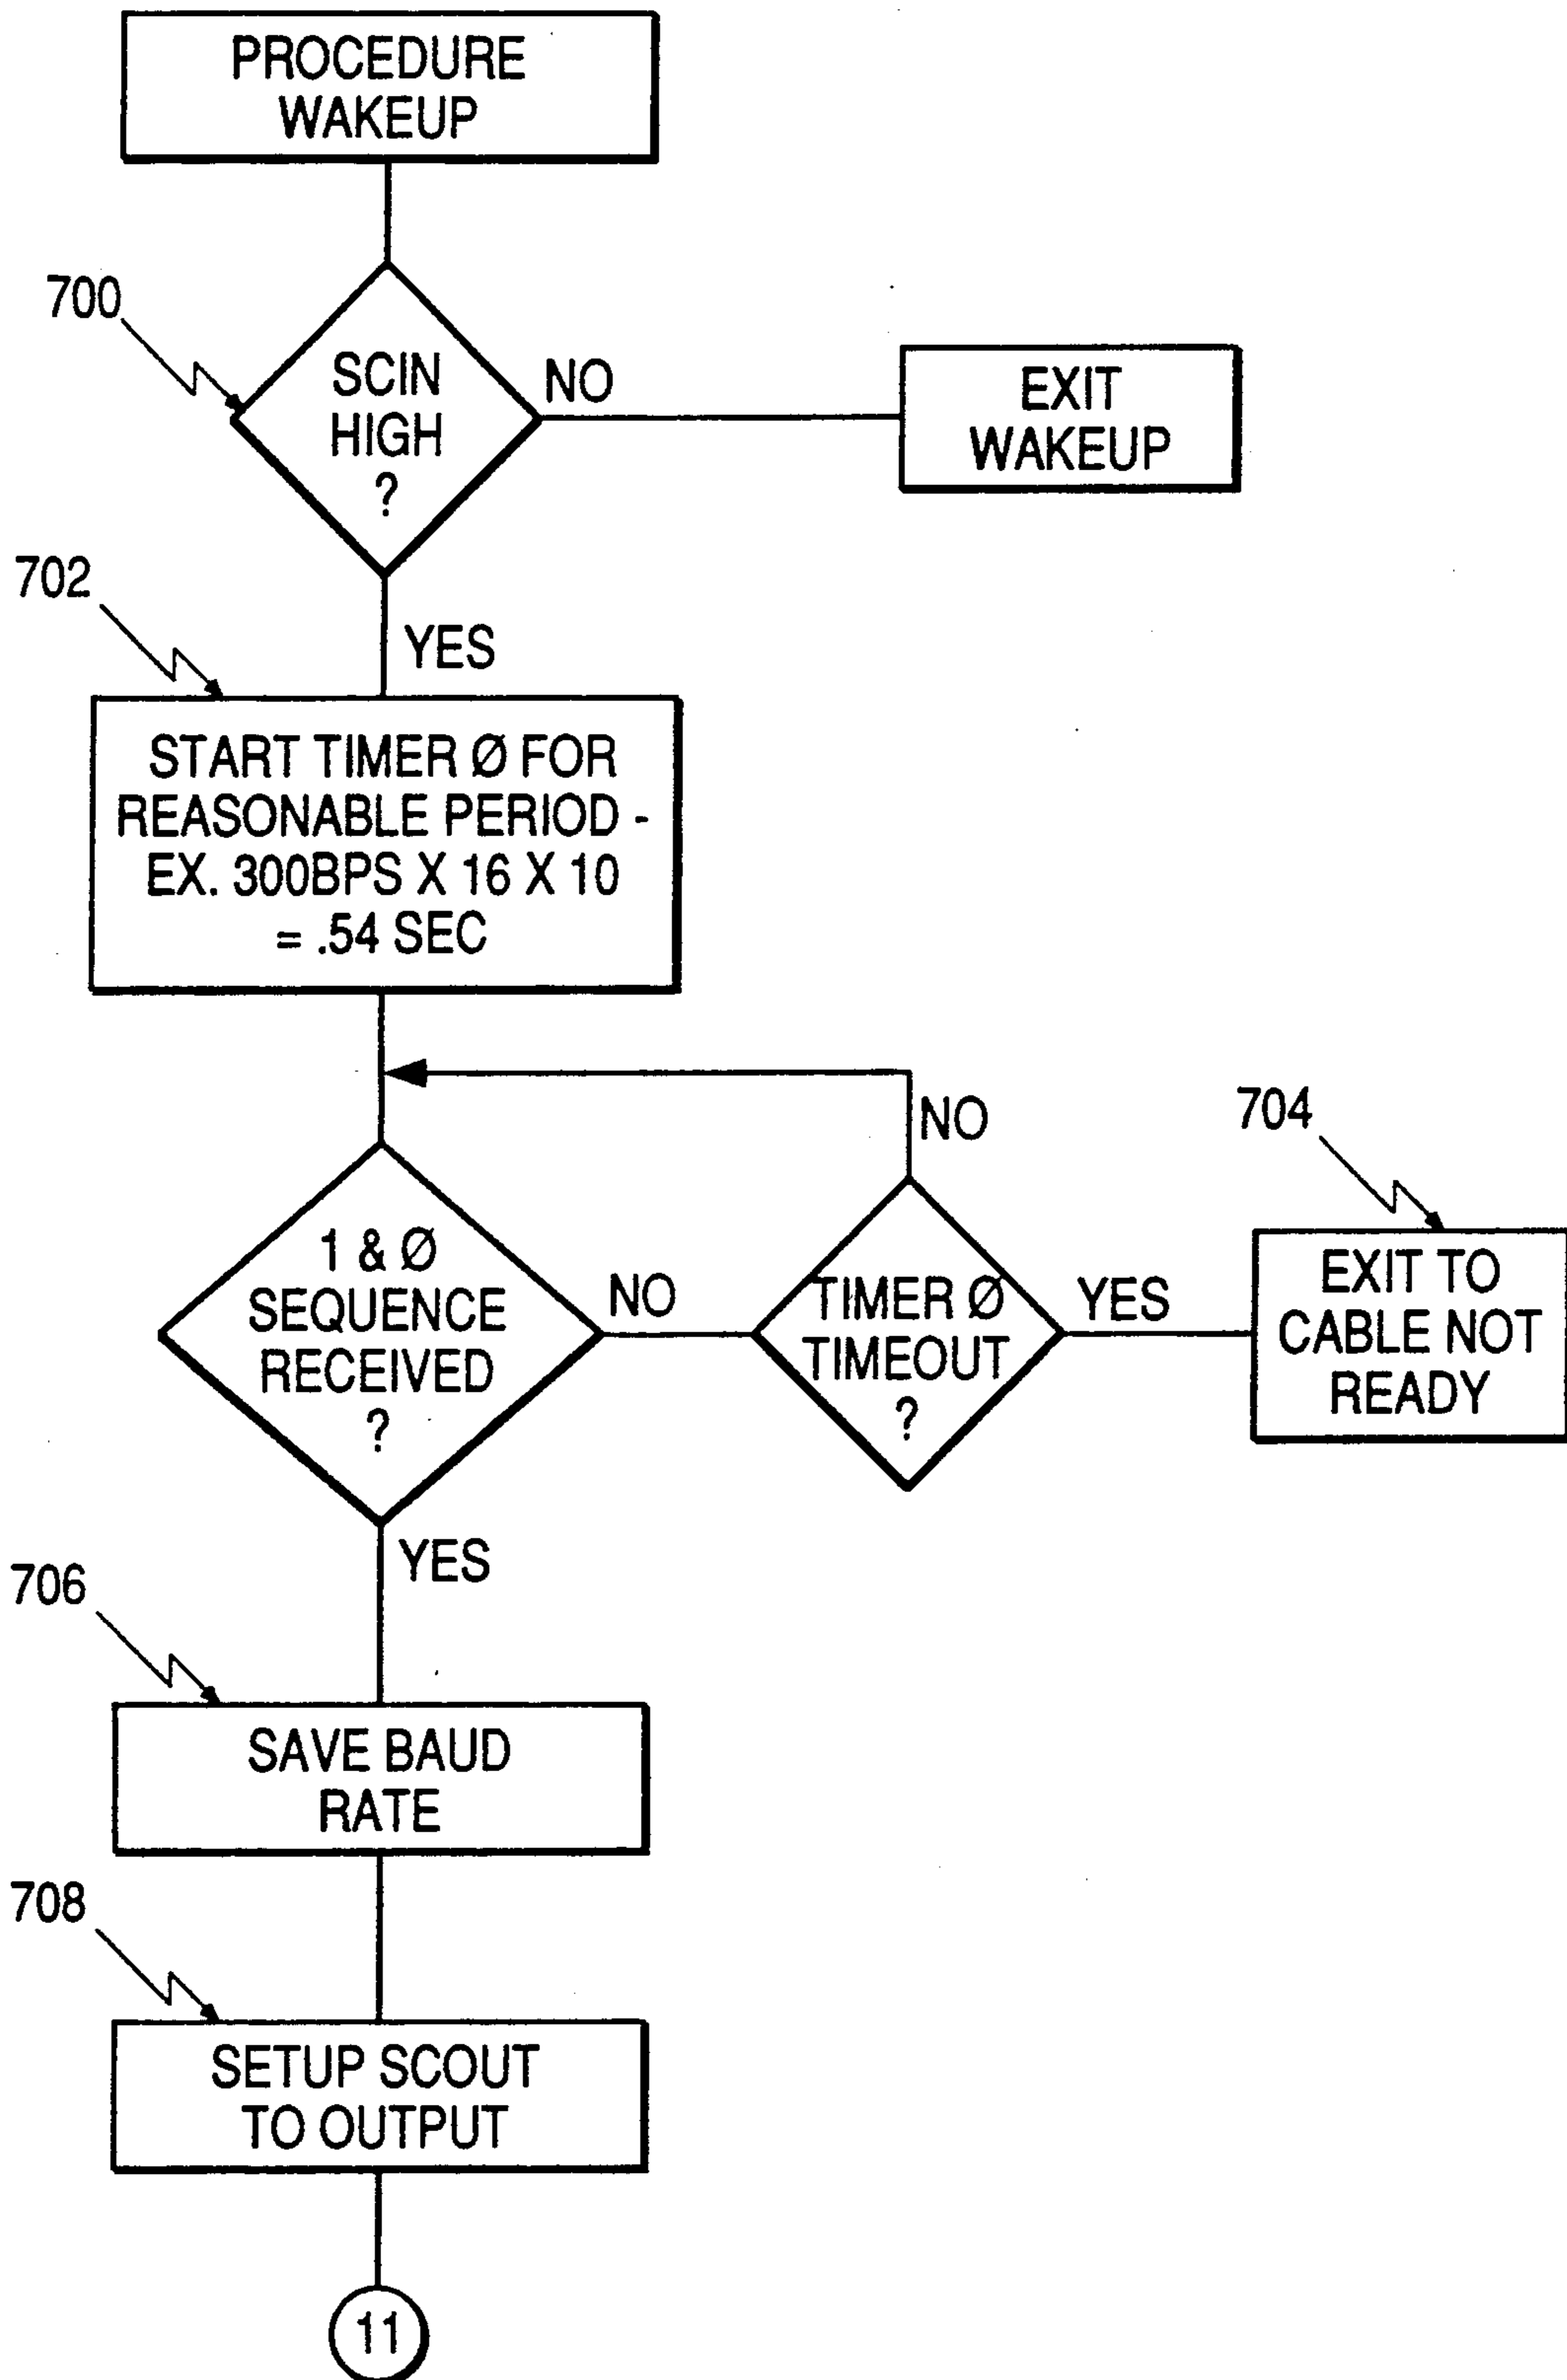 PROCEDURE
WAKEUP
700
SCIN
HIGH
?
NO
EXIT
WAKEUP
702
YES
START TIMER Ø FOR
REASONABLE PERIOD -
EX. 300BPS X 16 X 10
= .54 SEC
NO
704
1 & Ø
SEQUENCE
RECEIVED
?
NO
TIMER Ø
TIMEOUT
?
YES
EXIT TO
CABLE NOT
READY
YES
706
SAVE BAUD
RATE
708
SETUP SCOUT
TO OUTPUT
11